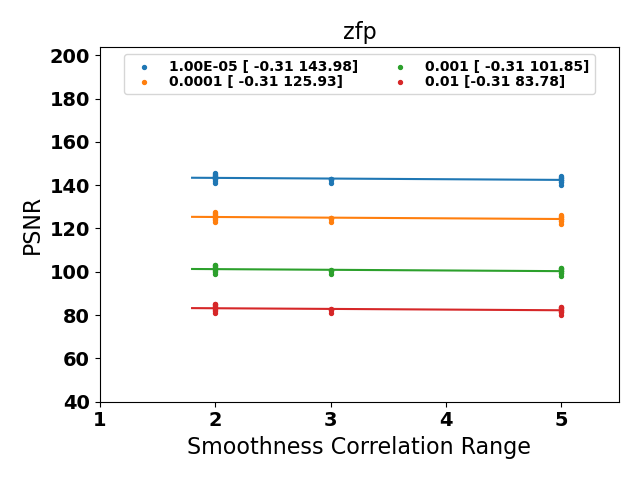 zfp
1.00E-05 [ -0.31 143.98]
0.0001 [ -0.31 125.93]
0.001 [ -0.31 101.85]
0.01 [-0.31 83.78]
200
180
160
140
120
100
80
60
40
PSNR
1 2 3 4 5
Smoothness Correlation Range